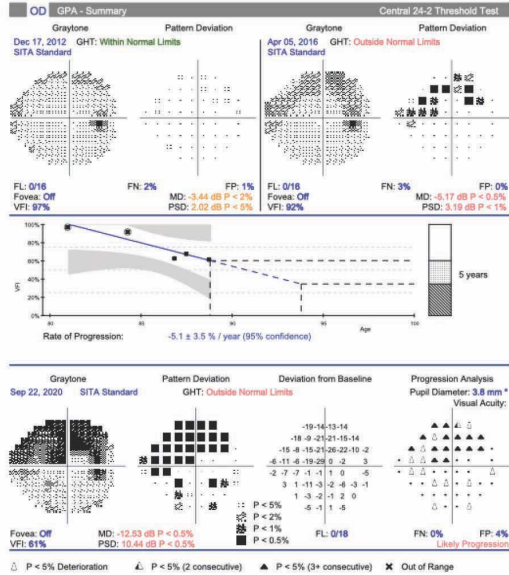 OD GPA - Summary Central 24-2 Threshold Test
Graytone Pattern Deviation Graytone Pattern Deviation
Dec 17, 2012 GHT: Within Normal Limits Apr 05, 2016 GHT: Outside Normal Limits
SITA Standard SITA Standard
FL: 0/16 FN: 2% FP: 1% FL: 0/16 FN: 3% FP: 0%
Fovea: Off MD: -3.44 dB P < 2% Fovea: Off MD: -5.17 dB P < 0.5%
VFI: 97% PSD: 2.02 dB P < 5% VFI: 92% PSD: 3.19 dB P < 1%
100%
80%
60%
VFI
40%
20%
0%
80 85 90 95 100
Age
5 years
Rate of Progression: -5.1 ± 3.5 % / year (95% confidence)
Graytone Pattern Deviation Deviation from Baseline Progression Analysis
Sep 22, 2020 SITA Standard GHT: Outside Normal Limits Pupil Diameter: 3.8 mm *
Visual Acuity:
-19 -14 -13 -14
-18 -9 -21 -21 -15 -14
-15 -8 -15 -21 -26 -22 -10 -2
-6 -11 -6 -19 -29 0 -2 3
-2 -7 -7 -1 -1 1 0 -5
3 1 -11 -3 -2 -6 -3 -1
1 -3 -2 -1 2 0
-5 -1 1 -5
P < 5%
P < 2%
P < 1%
P < 0.5%
Fovea: Off MD: -12.53 dB P < 0.5% FL: 0/18 FN: 0% FP: 4%
VFI: 61% PSD: 10.44 dB P < 0.5% Likely Progression
P < 5% Deterioration P < 5% (2 consecutive) P < 5% (3+ consecutive) Out of Range